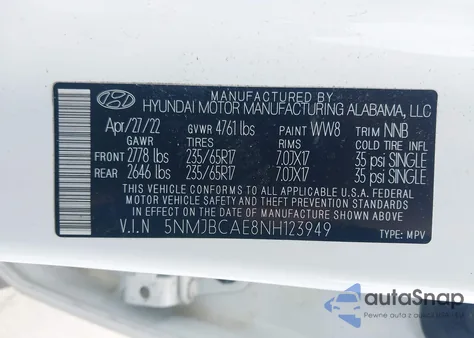 MANUFACTURED BY
HYUNDAI MOTOR MANUFACTURING ALABAMA, LLC
Apr/27/22 GVWR 4761 lbs PAINT WW8 TRIM NNB
GAWR TIRES RIMS COLD TIRE INFL
FRONT 2778 lbs 235/65R17 7.0JX17 35 psi SINGLE
REAR 2646 lbs 235/65R17 7.0JX17 35 psi SINGLE
THIS VEHICLE CONFORMS TO ALL APPLICABLE U.S.A. FEDERAL
MOTOR VEHICLE SAFETY AND THEFT PREVENTION STANDARDS
IN EFFECT ON THE DATE OF MANUFACTURE SHOWN ABOVE.
V.I.N 5NMJBCAE8NH123949 TYPE: MPV
autoSnap
Pewne auta z aukcji